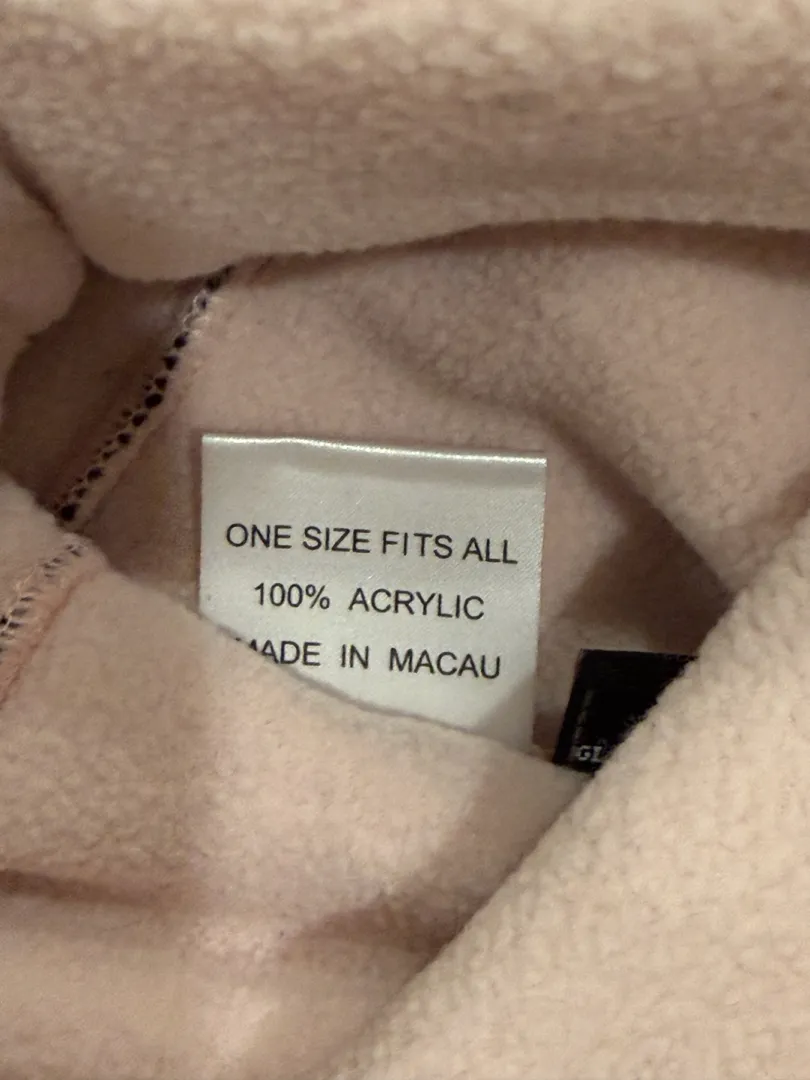 ONE SIZE FITS ALL
100% ACRYLIC
MADE IN MACAU